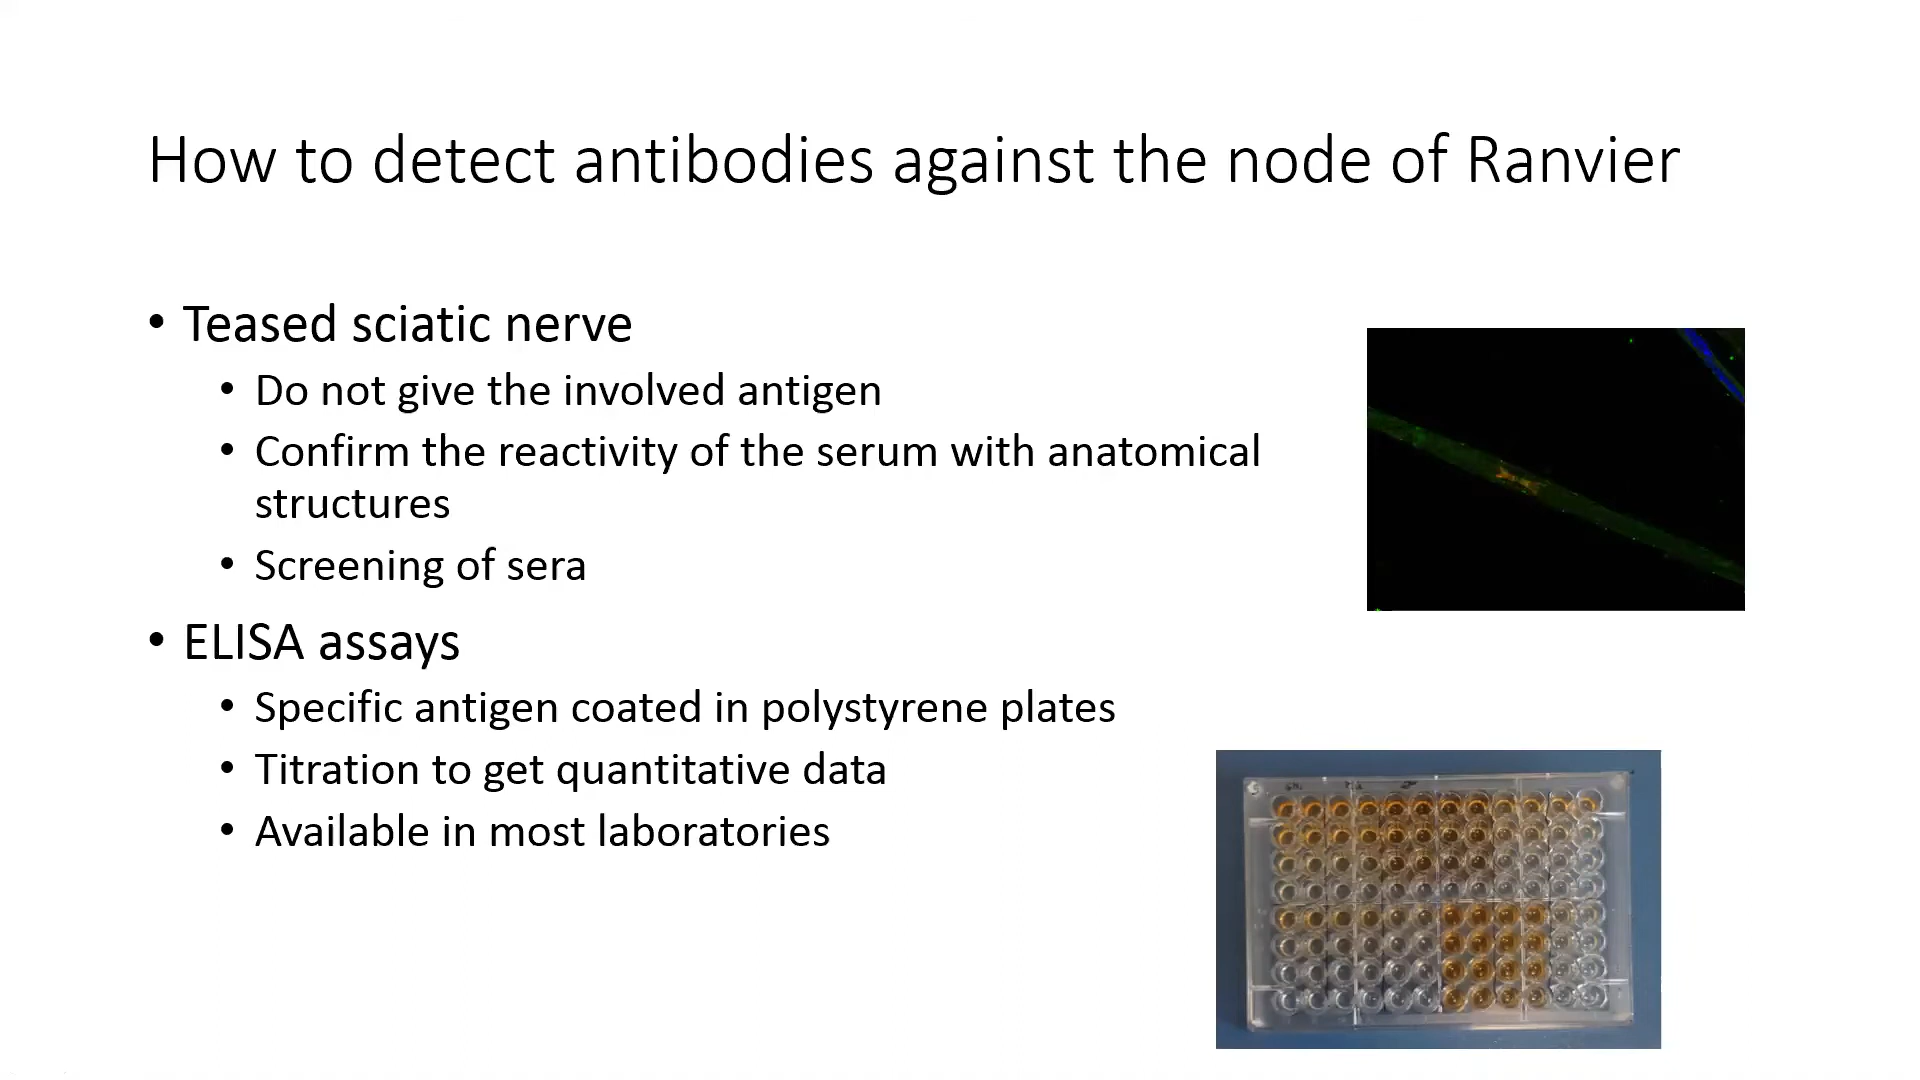 How to detect antibodies against the node of Ranvier
• Teased sciatic nerve
• Do not give the involved antigen
• Confirm the reactivity of the serum with anatomical
structures
• Screening of sera
• ELISA assays
• Specific antigen coated in polystyrene plates
• Titration to get quantitative data
• Available in most laboratories